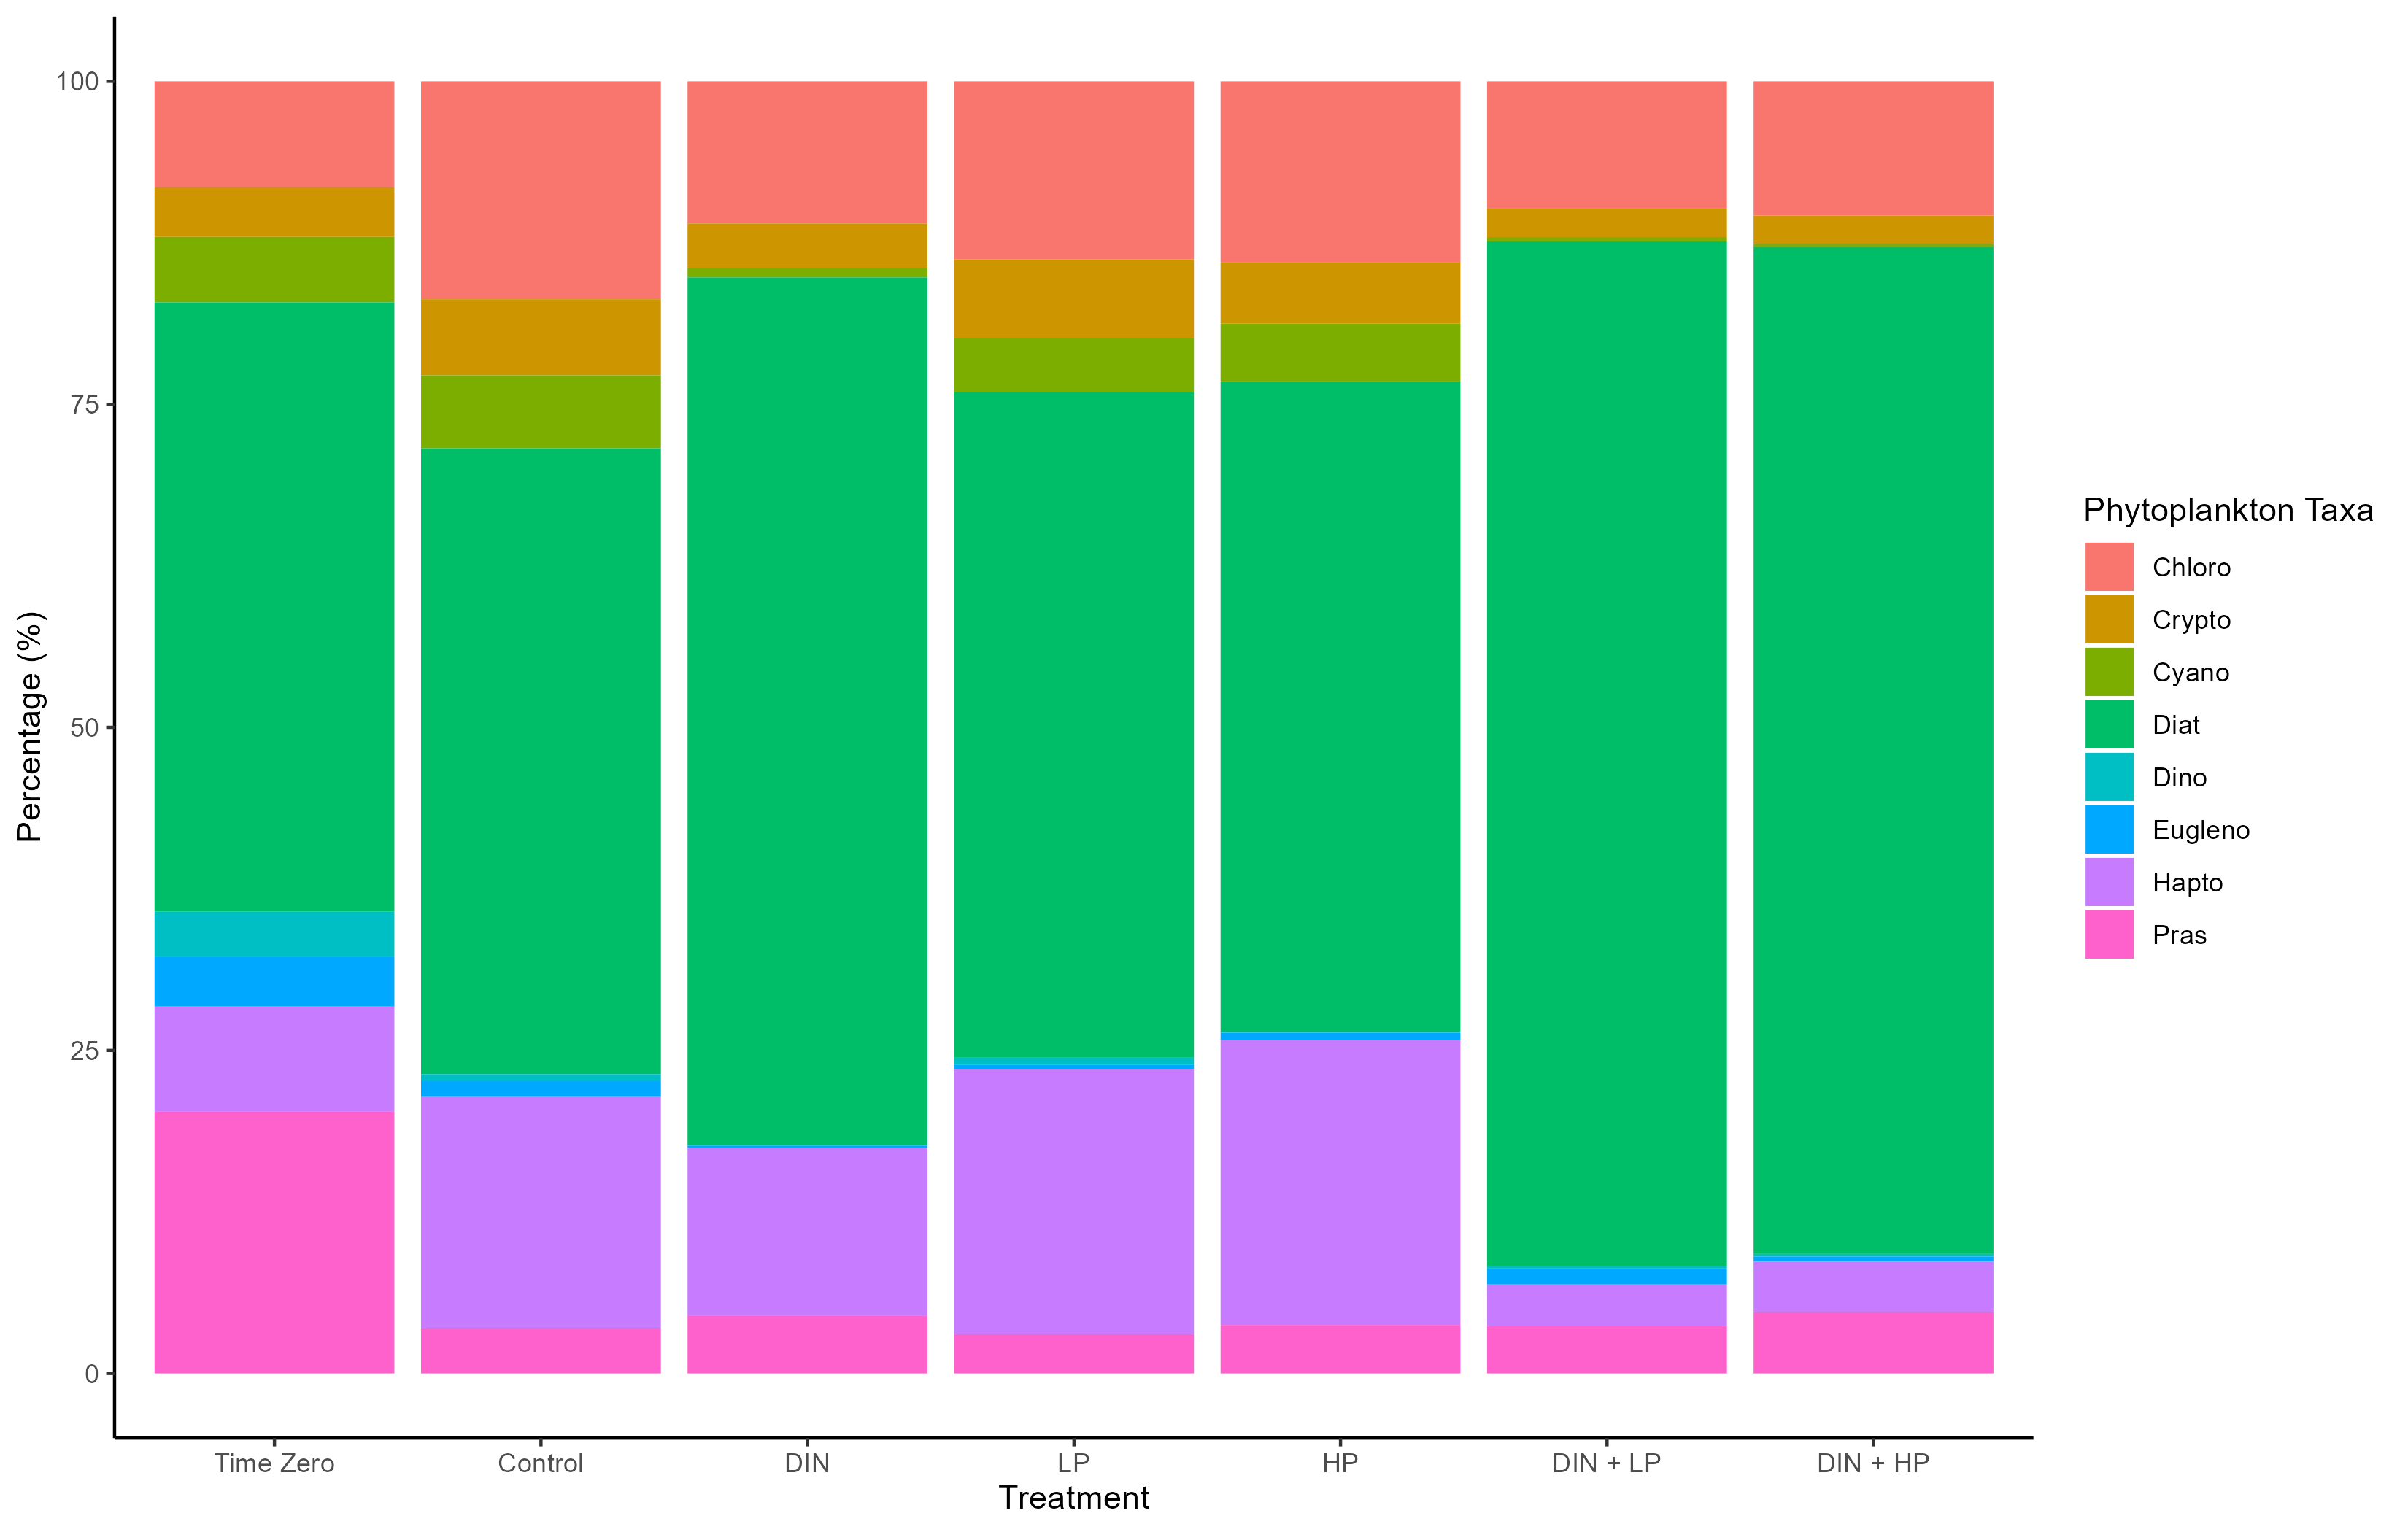 Percentage (%)
100
75
50
25
0
Time Zero Control DIN LP HP DIN + LP DIN + HP
Treatment
Phytoplankton Taxa
Chloro
Crypto
Cyano
Diat
Dino
Eugleno
Hapto
Pras